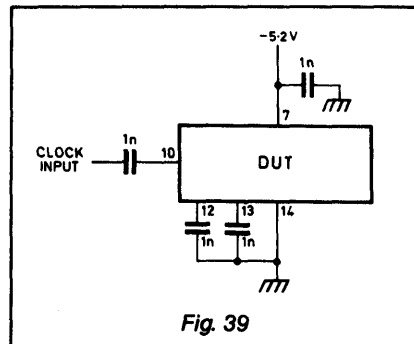 -5·2V
1n
7
1n
CLOCK
INPUT
10
DUT
12
13
14
1n
1n
Fig. 39